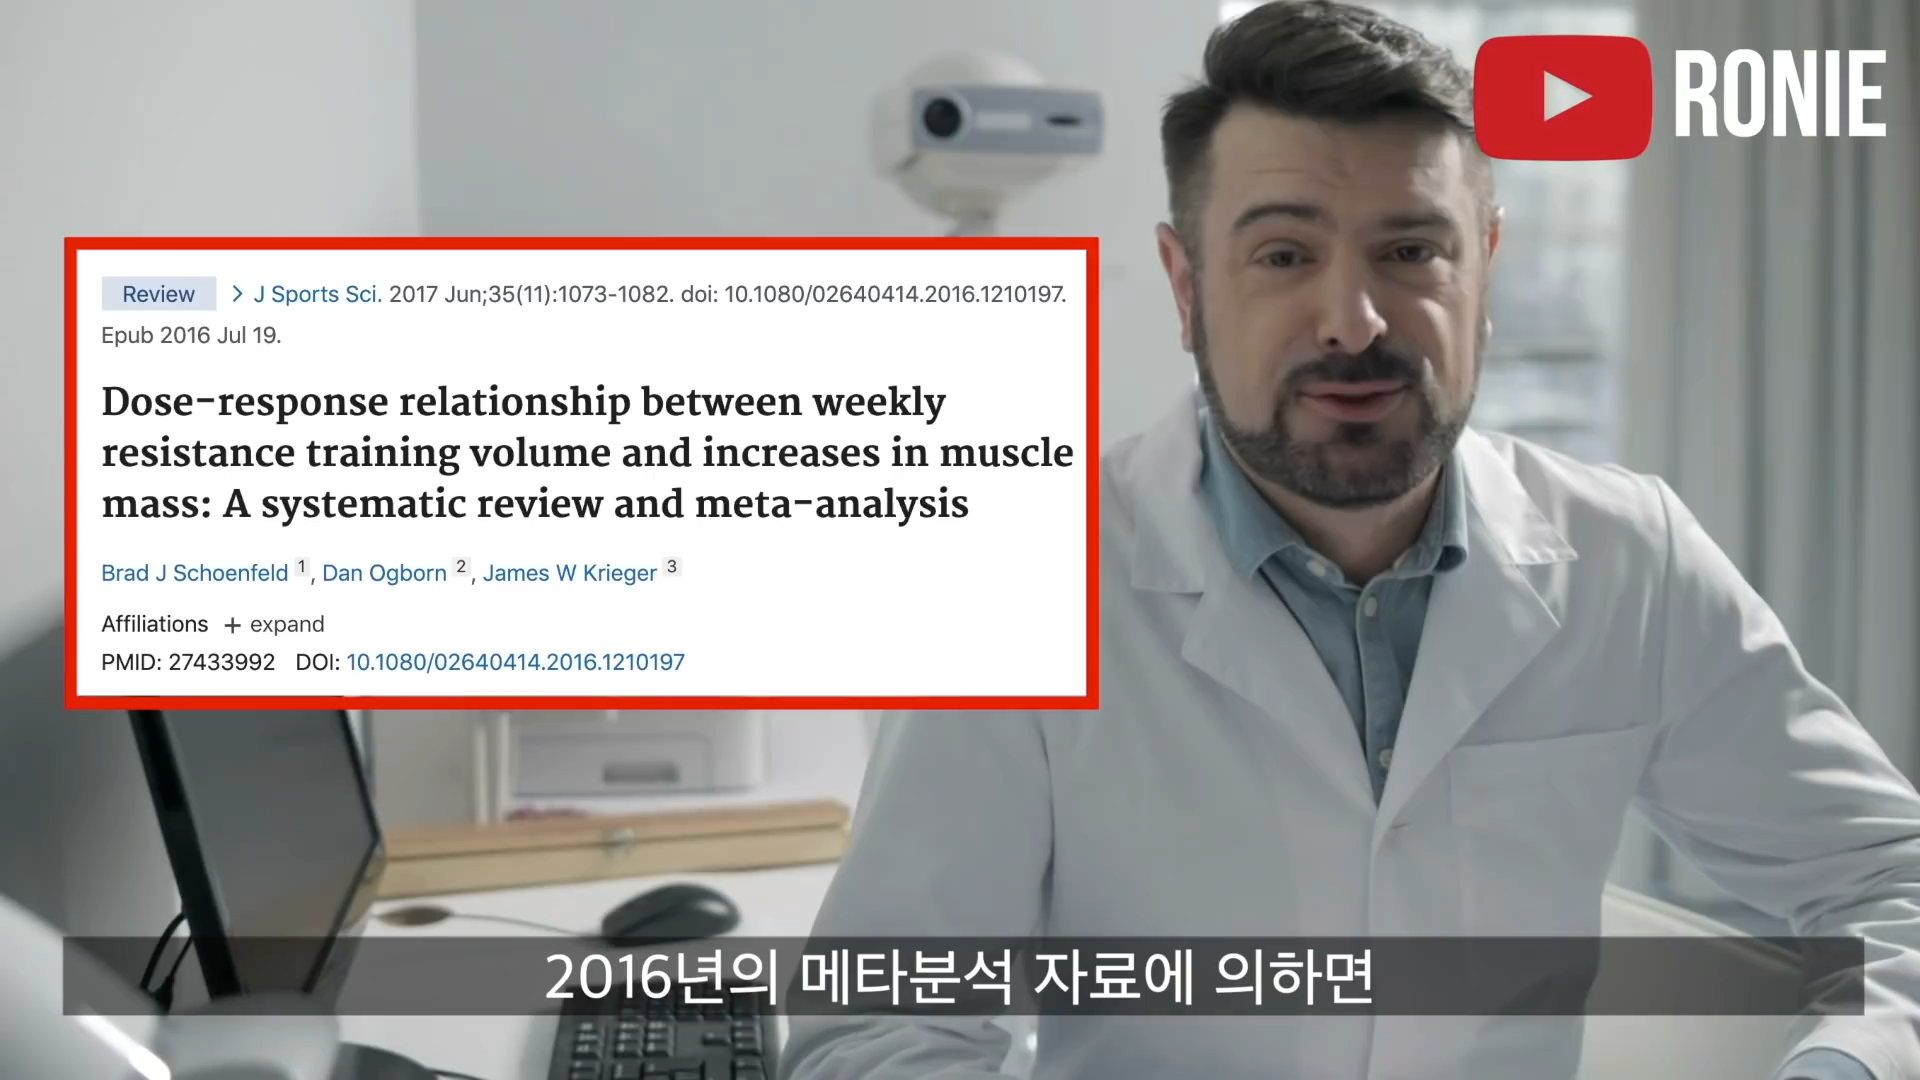 RONIE
Review > J Sports Sci. 2017 Jun;35(11):1073-1082. doi: 10.1080/02640414.2016.1210197.
Epub 2016 Jul 19.
Dose-response relationship between weekly
resistance training volume and increases in muscle
mass: A systematic review and meta-analysis
Brad J Schoenfeld 1, Dan Ogborn 2, James W Krieger 3
Affiliations + expand
PMID: 27433992 DOI: 10.1080/02640414.2016.1210197
2016년의 메타분석 자료에 의하면